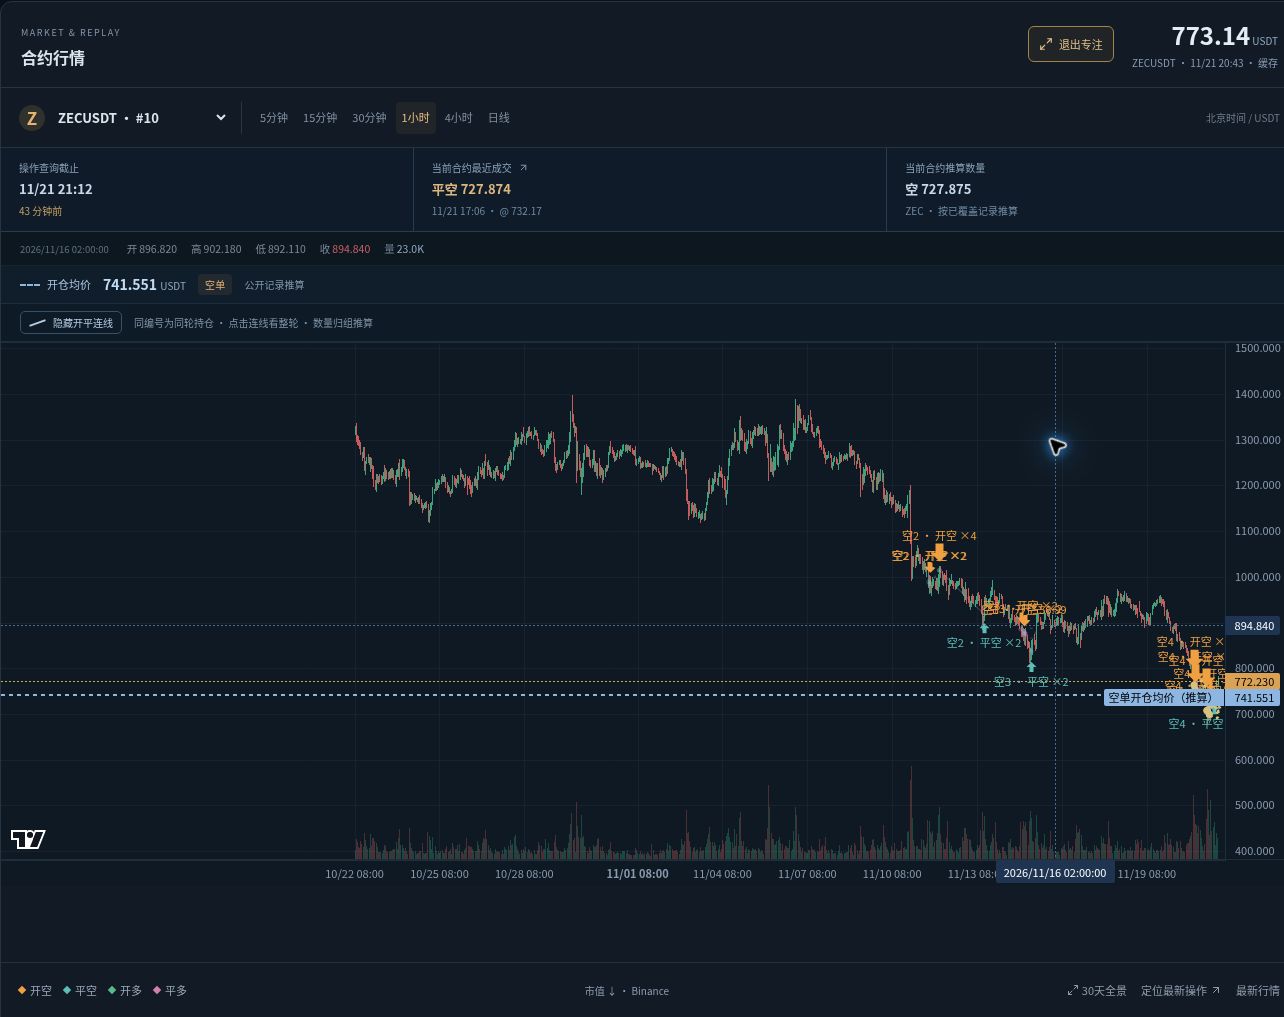 MARKET & REPLAY
合约行情
退出专注
773.14 USDT
ZECUSDT • 11/21 20:43 • 缓存
Z ZECUSDT • #10
5分钟 15分钟 30分钟 1小时 4小时 日线
北京时间 / USDT
操作查询截止
11/21 21:12
43 分钟前
当前合约最近成交 ↗
平空 727.874
11/21 17:06 • @ 732.17
当前合约推算数量
空 727.875
ZEC • 按已覆盖记录推算
2026/11/16 02:00:00 开 896.820 高 902.180 低 892.110 收 894.840 量 23.0K
开仓均价 741.551 USDT 空单 公开记录推算
隐藏开平连线 同编号为同轮持仓 • 点击连线看整轮 • 数量归组推算
1500.000
1400.000
1300.000
1200.000
1100.000
1000.000
894.840
800.000
772.230
741.551
700.000
600.000
500.000
400.000
空2 • 开空 ×4
空2 开空 ×2
空2 • 平空 ×2
空3 • 平空 ×2
空4 开空 ×
空单开仓均价（推算）
空4 • 平空
10/22 08:00 10/25 08:00 10/28 08:00 11/01 08:00 11/04 08:00 11/07 08:00 11/10 08:00 11/13 08:0 2026/11/16 02:00:00 11/19 08:00
开空 平空 开多 平多
市值 ↓ • Binance
30天全景 定位最新操作 ↗ 最新行情